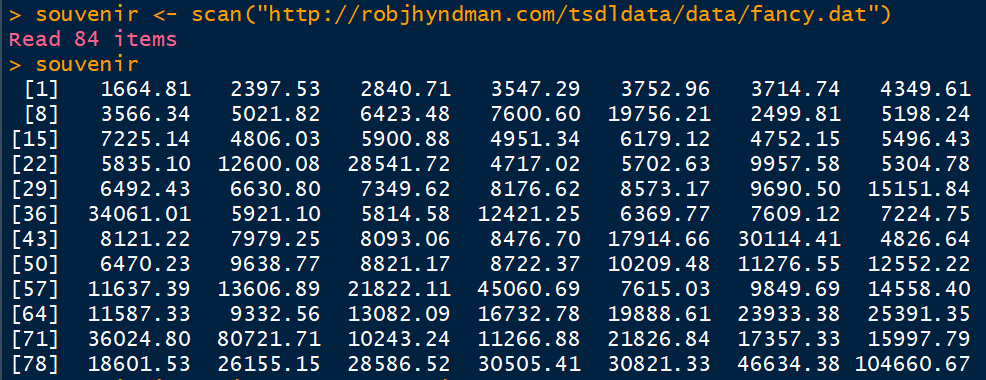 > souvenir <- scan("http://robjhyndman.com/tsdldata/data/fancy.dat")
Read 84 items
> souvenir
[1] 1664.81 2397.53 2840.71 3547.29 3752.96 3714.74 4349.61
[8] 3566.34 5021.82 6423.48 7600.60 19756.21 2499.81 5198.24
[15] 7225.14 4806.03 5900.88 4951.34 6179.12 4752.15 5496.43
[22] 5835.10 12600.08 28541.72 4717.02 5702.63 9957.58 5304.78
[29] 6492.43 6630.80 7349.62 8176.62 8573.17 9690.50 15151.84
[36] 34061.01 5921.10 5814.58 12421.25 6369.77 7609.12 7224.75
[43] 8121.22 7979.25 8093.06 8476.70 17914.66 30114.41 4826.64
[50] 6470.23 9638.77 8821.17 8722.37 10209.48 11276.55 12552.22
[57] 11637.39 13606.89 21822.11 45060.69 7615.03 9849.69 14558.40
[64] 11587.33 9332.56 13082.09 16732.78 19888.61 23933.38 25391.35
[71] 36024.80 80721.71 10243.24 11266.88 21826.84 17357.33 15997.79
[78] 18601.53 26155.15 28586.52 30505.41 30821.33 46634.38 104660.67